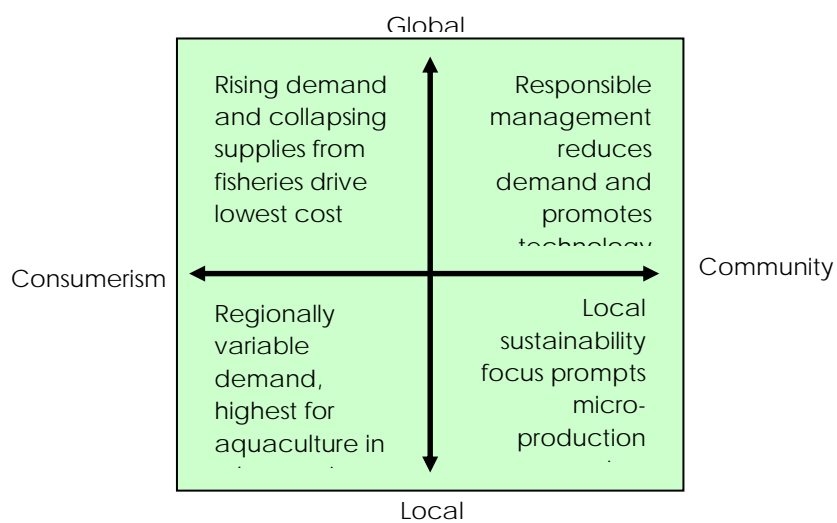 Global
Rising demand
and collapsing
supplies from
fisheries drive
lowest cost
Responsible
management
reduces
demand and
promotes
technology
Consumerism
Community
Regionally
variable
demand,
highest for
aquaculture in
Local
sustainability
focus prompts
micro-
production
Local